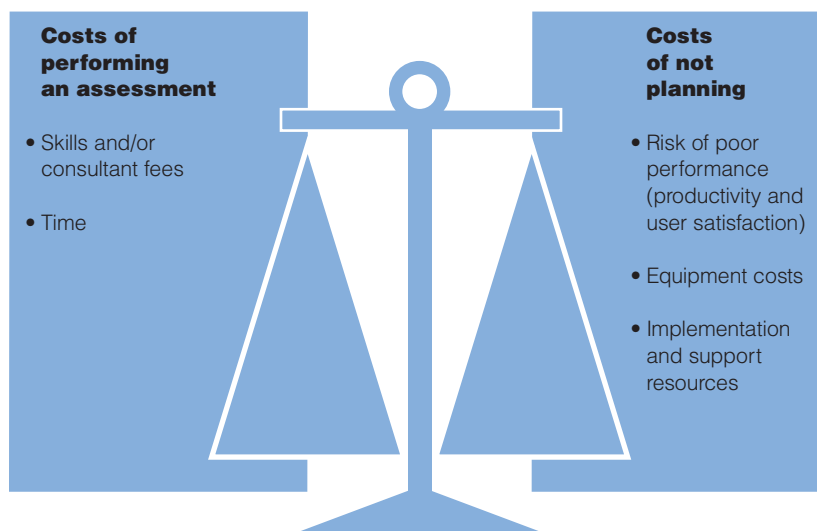 Costs of
performing
an assessment
• Skills and/or
consultant fees
• Time
Costs
of not
planning
• Risk of poor
performance
(productivity and
user satisfaction)
• Equipment costs
• Implementation
and support
resources